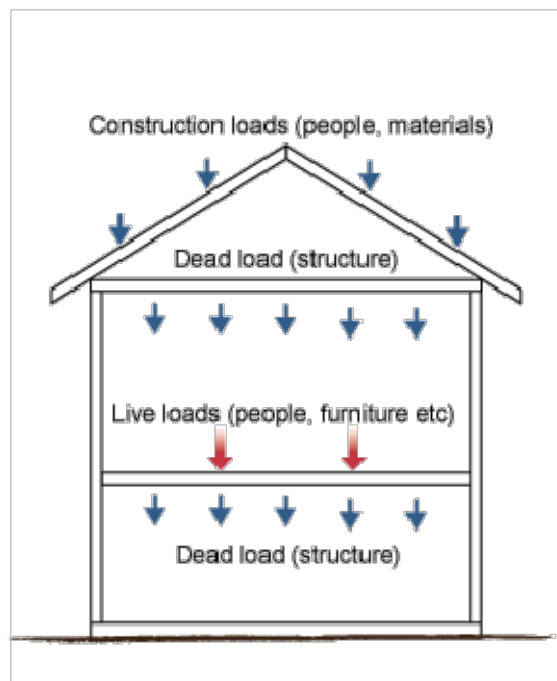 Construction loads (people, materials)
Dead load (structure)
Live loads (people, furniture etc)
Dead load (structure)